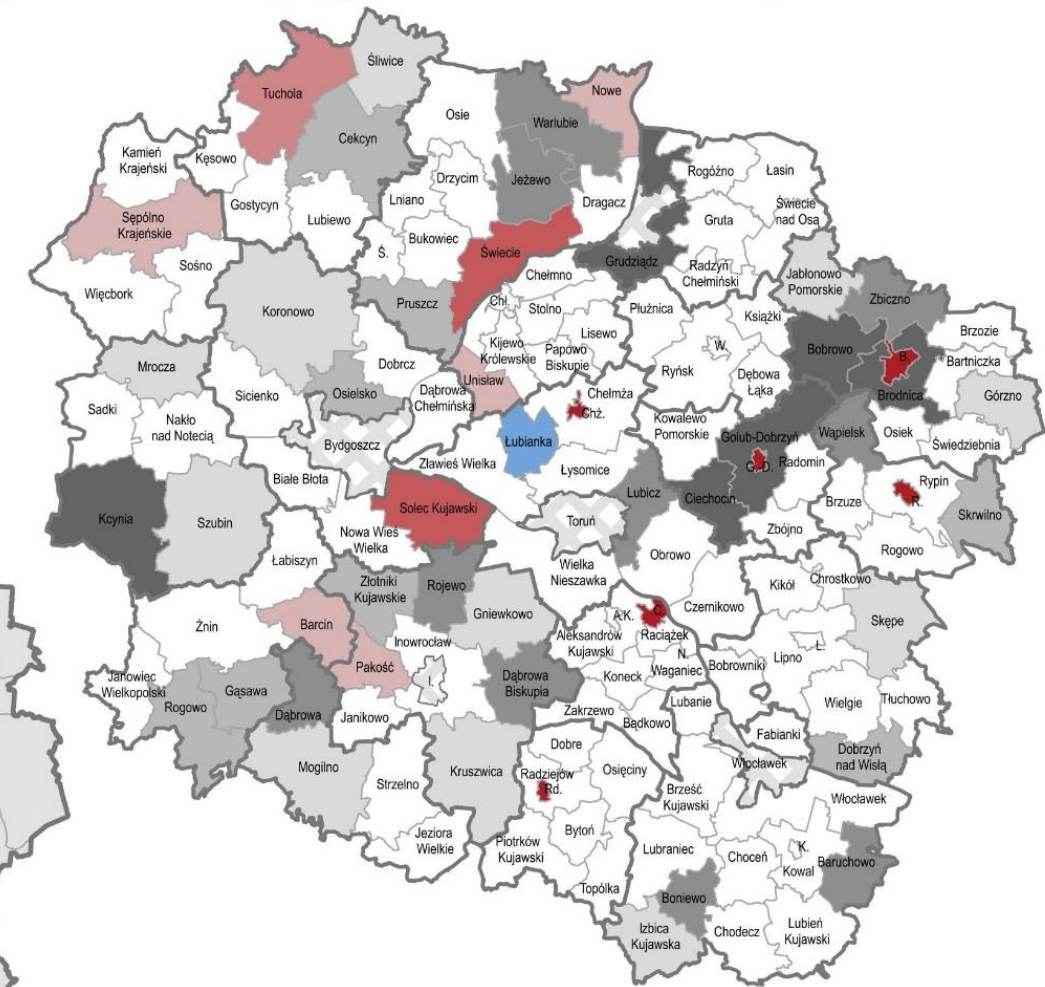 Śliwice
Tuchola
Nowe
Osie
Warlubie
Cekcyn
Kamień
Krajeński
Kęsowo
Rogóźno
Łasin
Drzycim
Jeżewo
Lniano
Dragacz
Gostycyn
Świecie
nad Osą
Sępólno
Krajeńskie
Lubiewo
Gruta
Bukowiec
Świecie
Ś.
Sośno
Grudziądz
Radzyń
Chełmiński
Chełmno
Jabłonowo
Pomorskie
Więcbork
Pruszcz
Chł.
Stolno
Płużnica
Zbiczno
Koronowo
Książki
Lisewo
Brzozie
Kijewo
Królewskie
Papowo
Biskupie
W.
Bobrowo
B.
Bartniczka
Mrocza
Dobrcz
Unisław
Ryńsk
Dębowa
Łąka
Osielsko
Dąbrowa
Chełmińska
Chełmża
Brodnica
Sicienko
Górzno
Sadki
Chż.
Nakło
nad Notecią
Kowalewo
Pomorskie
Wąpielsk
Osiek
Bydgoszcz
Łubianka
Golub-Dobrzyń
Świedziebnia
Zławieś Wielka
Łysomice
G.-D.
Radomin
Białe Błota
Rypin
Lubicz
Ciechocin
Brzuze
R.
Solec Kujawski
Skrwilno
Kcynia
Szubin
Toruń
Nowa Wieś
Wielka
Zbójno
Obrowo
Rogowo
Łabiszyn
Wielka
Nieszawka
Złotniki
Kujawskie
Rojewo
Kikół
Chrostkowo
Gniewkowo
Czernikowo
A.K.
C.
Skępe
Żnin
Barcin
Inowrocław
Aleksandrów
Kujawski
Raciążek
Ł.
N.
Lipno
Pakość
Waganiec
Bobrowniki
Janowiec
Wielkopolski
Gąsawa
I.
Dąbrowa
Biskupia
Koneck
Rogowo
Lubanie
Wielgie
Tłuchowo
Dąbrowa
Janikowo
Zakrzewo
Bądkowo
Fabianki
Dobre
Dobrzyń
nad Wisłą
Mogilno
Kruszwica
Osięciny
Włocławek
Radziejów
Rd.
Strzelno
Brześć
Kujawski
Włocławek
Jeziora
Wielkie
Bytoń
Piotrków
Kujawski
Lubraniec
Choceń
K.
Kowal
Baruchowo
Topólka
Boniewo
Izbica
Kujawska
Chodecz
Lubień
Kujawski